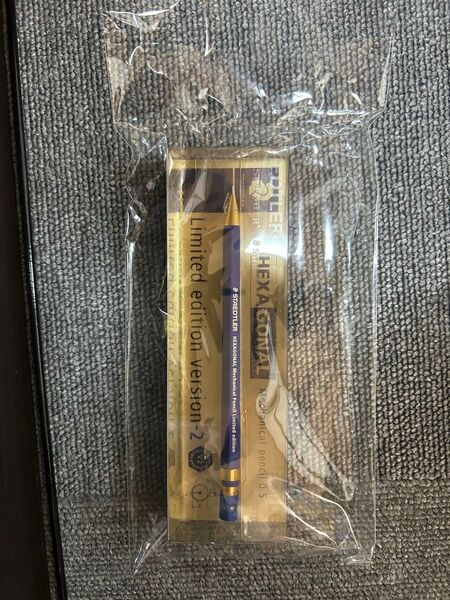 STAEDTLER
HEXAGONAL
Mechanical pencil 0.5
STAEDTLER HEXAGONAL Mechanical Pencil Limited edition
Limited edition version-2